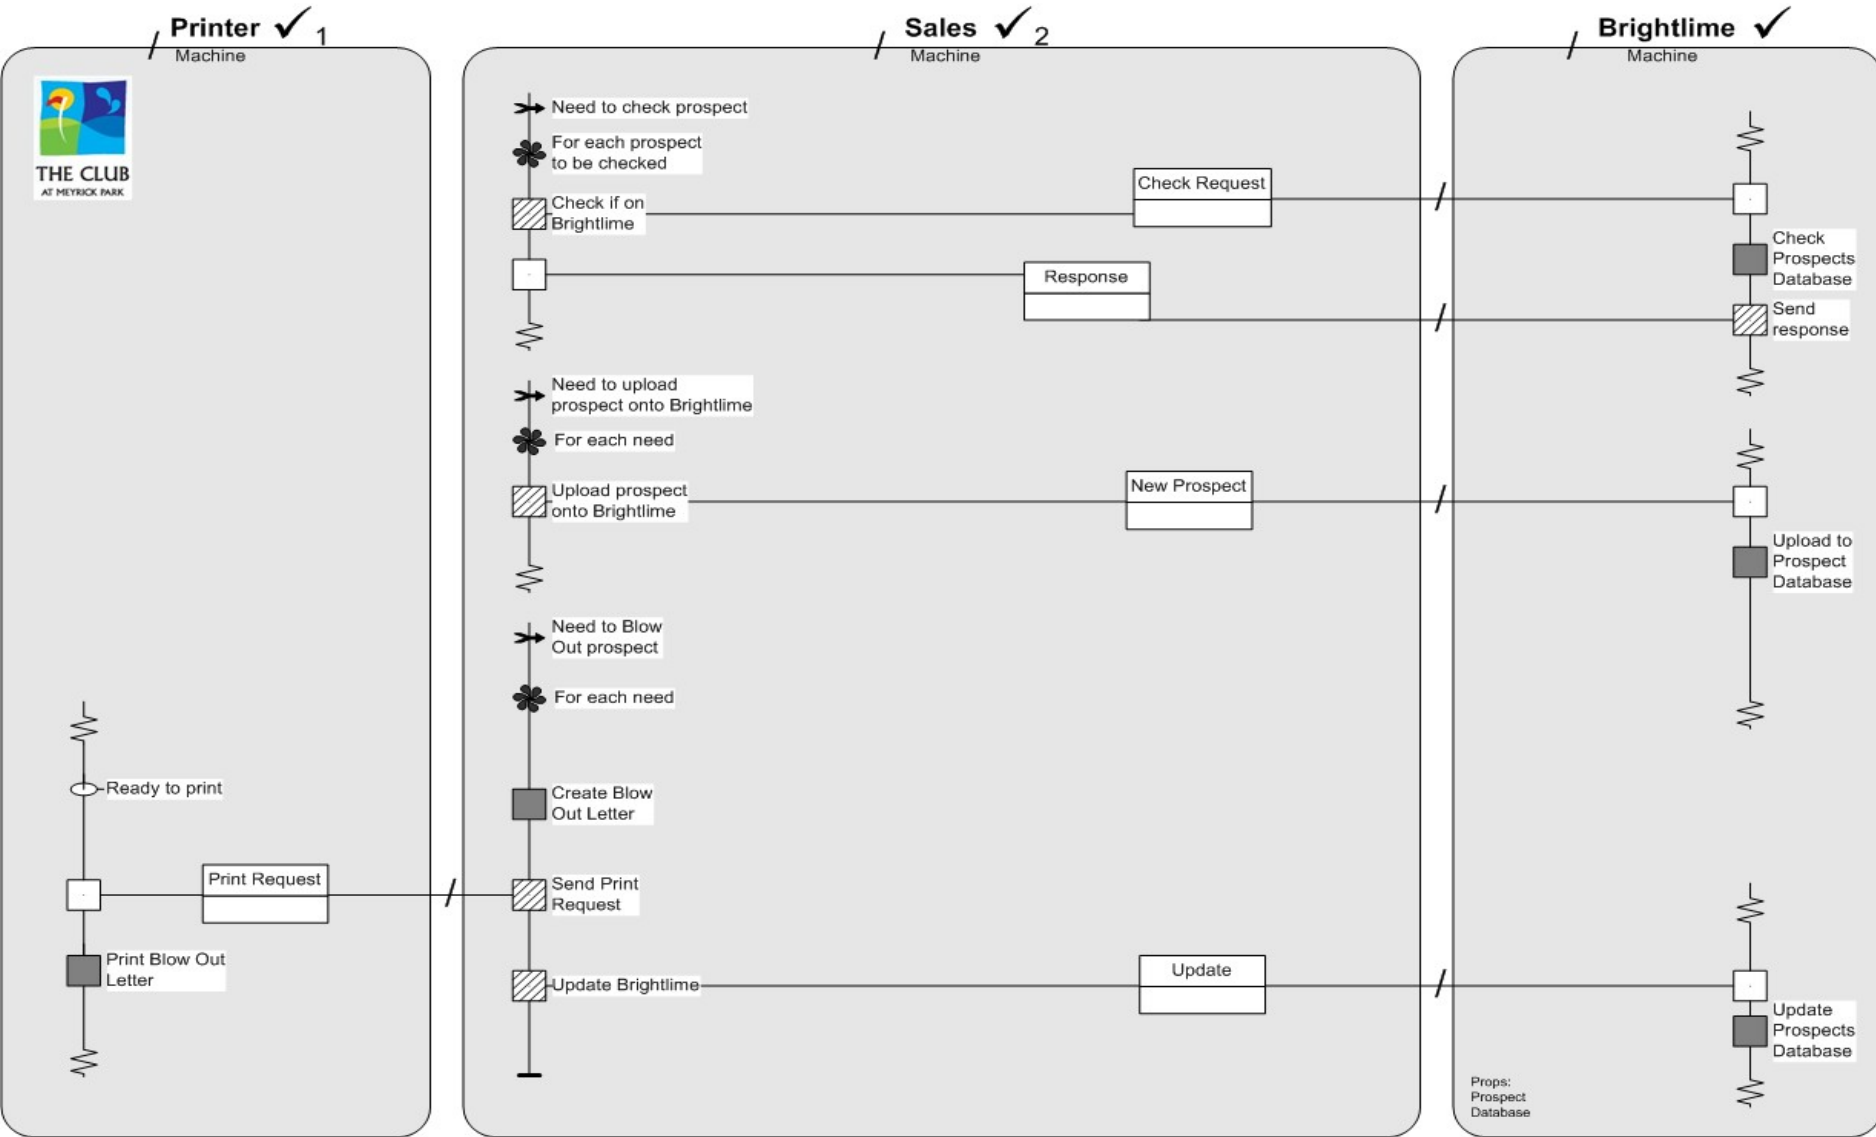 Printer ✓ 1
Machine
THE CLUB
AT MEYRICK PARK
Ready to print
Print Request
Print Blow Out
Letter
Sales ✓ 2
Machine
Need to check prospect
For each prospect
to be checked
Check if on
Brightlime
Check Request
Response
Need to upload
prospect onto Brightlime
For each need
Upload prospect
onto Brightlime
New Prospect
Need to Blow
Out prospect
For each need
Create Blow
Out Letter
Send Print
Request
Update Brightlime
Update
Brightlime ✓
Machine
Check
Prospects
Database
Send
response
Upload to
Prospect
Database
Update
Prospects
Database
Props:
Prospect
Database